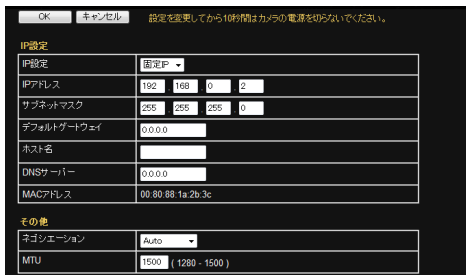 OK キャンセル 設定を変更してから10秒間はカメラの電源を切らないでください。
IP設定
IP設定 固定IP
IPアドレス 192 . 168 . 0 . 2
サブネットマスク 255 . 255 . 255 . 0
デフォルトゲートウェイ 0.0.0.0
ホスト名
DNSサーバー 0.0.0.0
MACアドレス 00:80:88:1a:2b:3c
その他
ネゴシエーション Auto
MTU 1500 ( 1280 - 1500 )